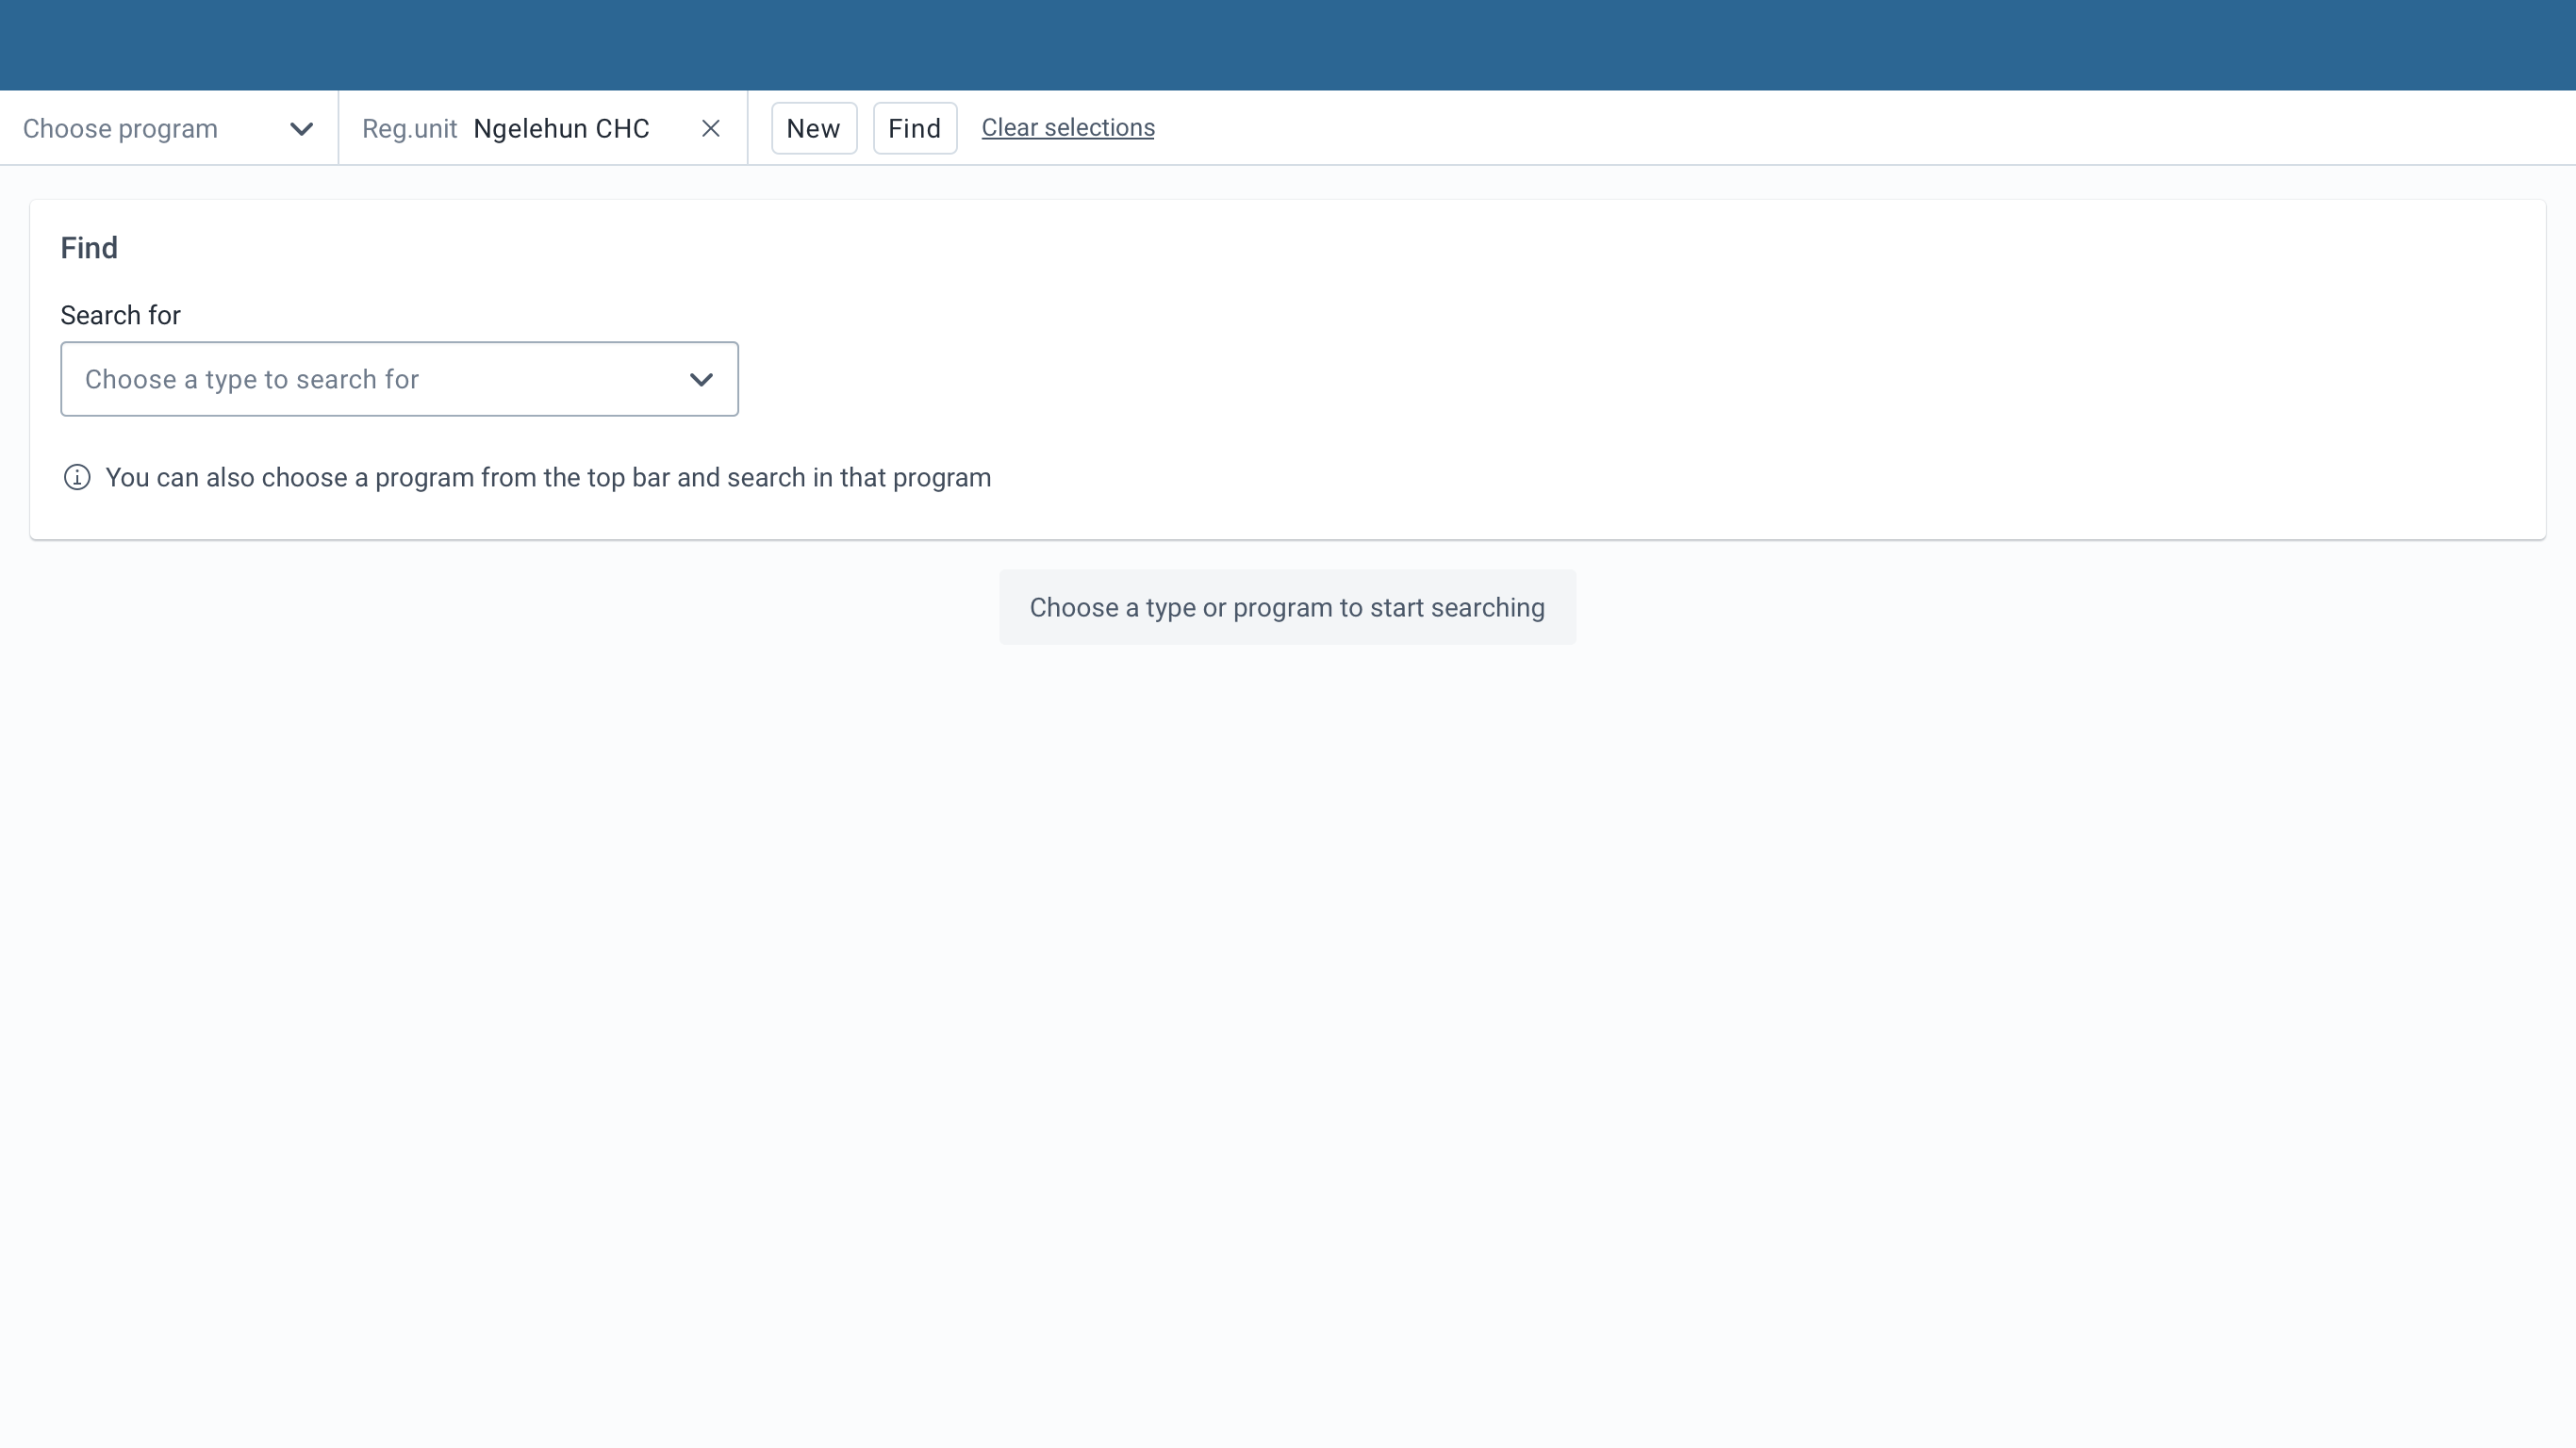 Choose program Reg.unit Ngelehun CHC New Find Clear selections
Find
Search for
Choose a type to search for
You can also choose a program from the top bar and search in that program
Choose a type or program to start searching